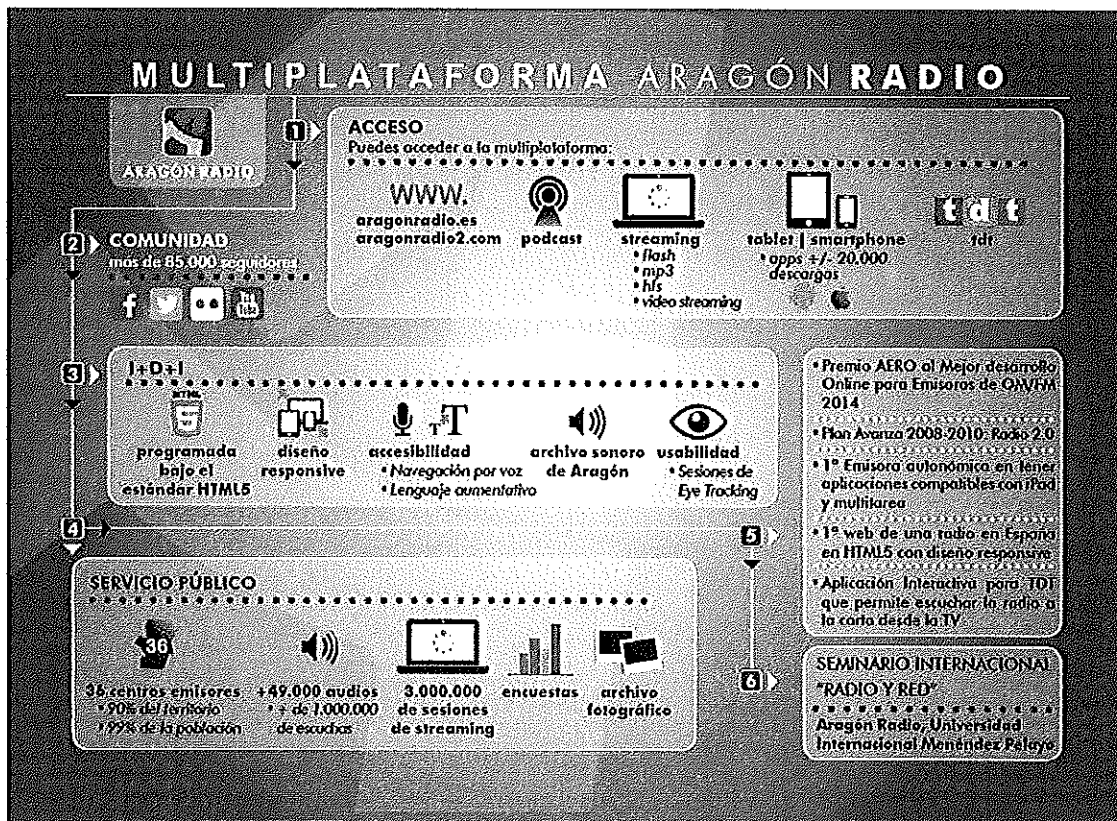 MULTIPLATAFORMA ARAGÓN RADIO
ARAGÓN RADIO
1
ACCESO
Puedes acceder a la multiplataforma:
www.
aragonradio.es
aragonradio2.com
podcast
streaming
• flash
• mp3
• hls
• video streaming
tablet | smartphone
• apps +/- 20.000
descargas
tdt
tdt
2
COMUNIDAD
más de 85.000 seguidores
f
You
Tube
3
I+D+I
HTML
programada
bajo el
estándar HTML5
diseño
responsive
TT
accesibilidad
• Navegación por voz
• Lenguaje aumentativo
archivo sonoro
de Aragón
usabilidad
• Sesiones de
Eye Tracking
4
SERVICIO PÚBLICO
36
36 centros emisores
• 90% del territorio
• 99% de la población
+49.000 audios
• + de 1.000.000
de escuchas
3.000.000
de sesiones
de streaming
encuestas
archivo
fotográfico
5
• Premio AERO al Mejor desarrollo
Online para Emisoras de OM/FM
2014
• Plan Avanza 2008-2010: Radio 2.0
• 1ª Emisora autonómica en tener
aplicaciones compatibles con iPad
y multitarea
• 1ª web de una radio en España
en HTML5 con diseño responsive
• Aplicación Interactiva para TDT
que permite escuchar la radio a
la carta desde la TV
6
SEMINARIO INTERNACIONAL
"RADIO Y RED"
Aragón Radio, Universidad
Internacional Menéndez Pelayo